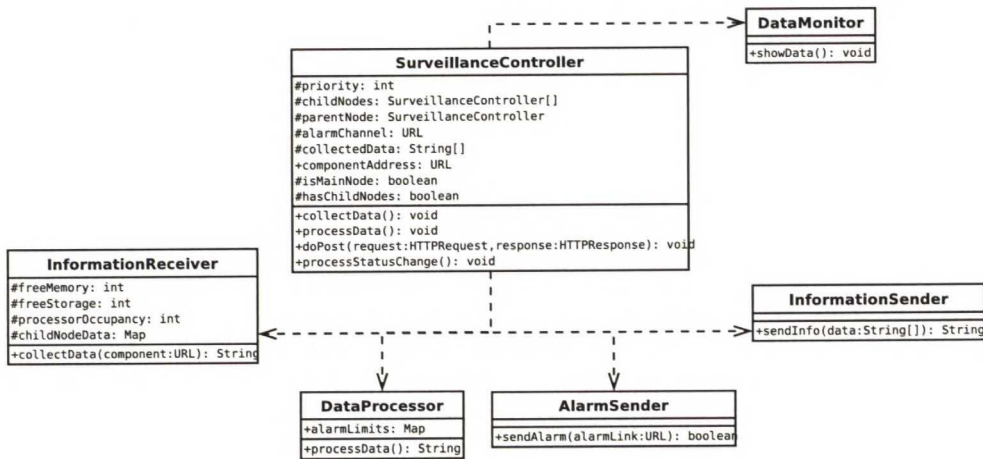 DataMonitor
+showData(): void
SurveillanceController
#priority: int
#childNodes: SurveillanceController[]
#parentNode: SurveillanceController
#alarmChannel: URL
#collectedData: String[]
+componentAddress: URL
#isMainNode: boolean
#hasChildNodes: boolean
+collectData(): void
+processData(): void
+doPost(request:HTTPRequest,response:HTTPResponse): void
+processStatusChange(): void
InformationReceiver
#freeMemory: int
#freeStorage: int
#processorOccupancy: int
#childNodeData: Map
+collectData(component:URL): String
InformationSender
+sendInfo(data:String[]): String
DataProcessor
+alarmLimits: Map
+processData(): String
AlarmSender
+sendAlarm(alarmLink:URL): boolean